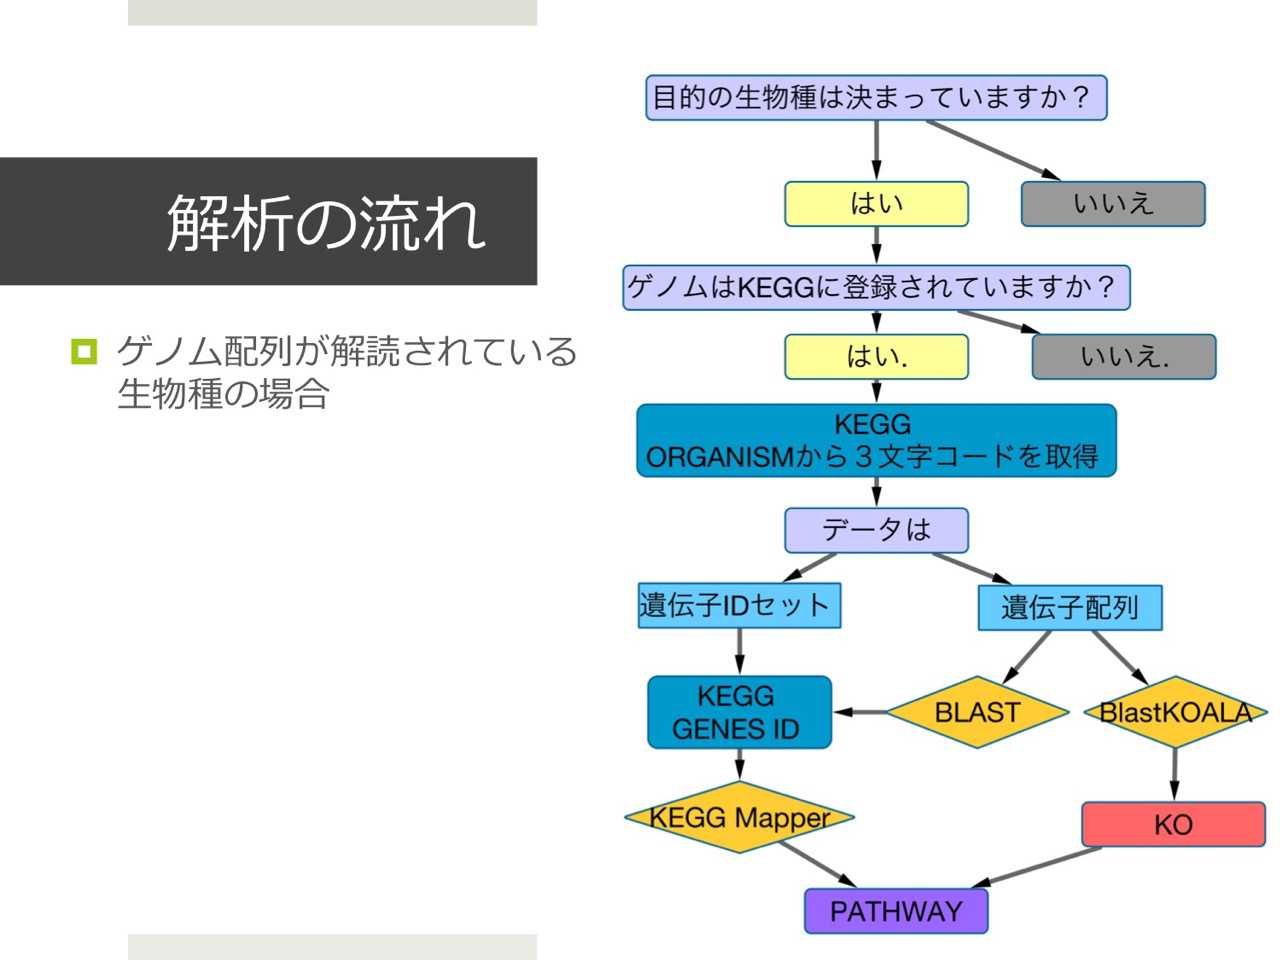 解析の流れ
ゲノム配列が解読されている
生物種の場合
目的の生物種は決まっていますか？
はい
いいえ
ゲノムはKEGGに登録されていますか？
はい.
いいえ.
KEGG
ORGANISMから３文字コードを取得
データは
遺伝子IDセット
遺伝子配列
KEGG
GENES ID
BLAST
BlastKOALA
KEGG Mapper
KO
PATHWAY